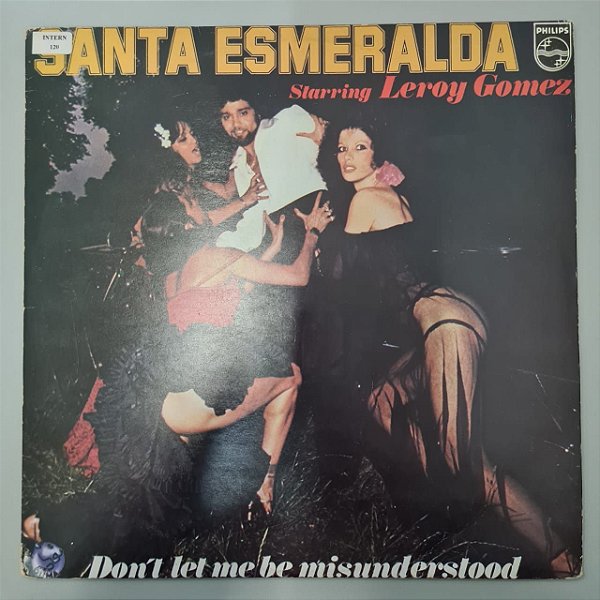 INTERN
120
SANTA ESMERALDA
PHILIPS
Starring Leroy Gomez
Don't let me be misunderstood